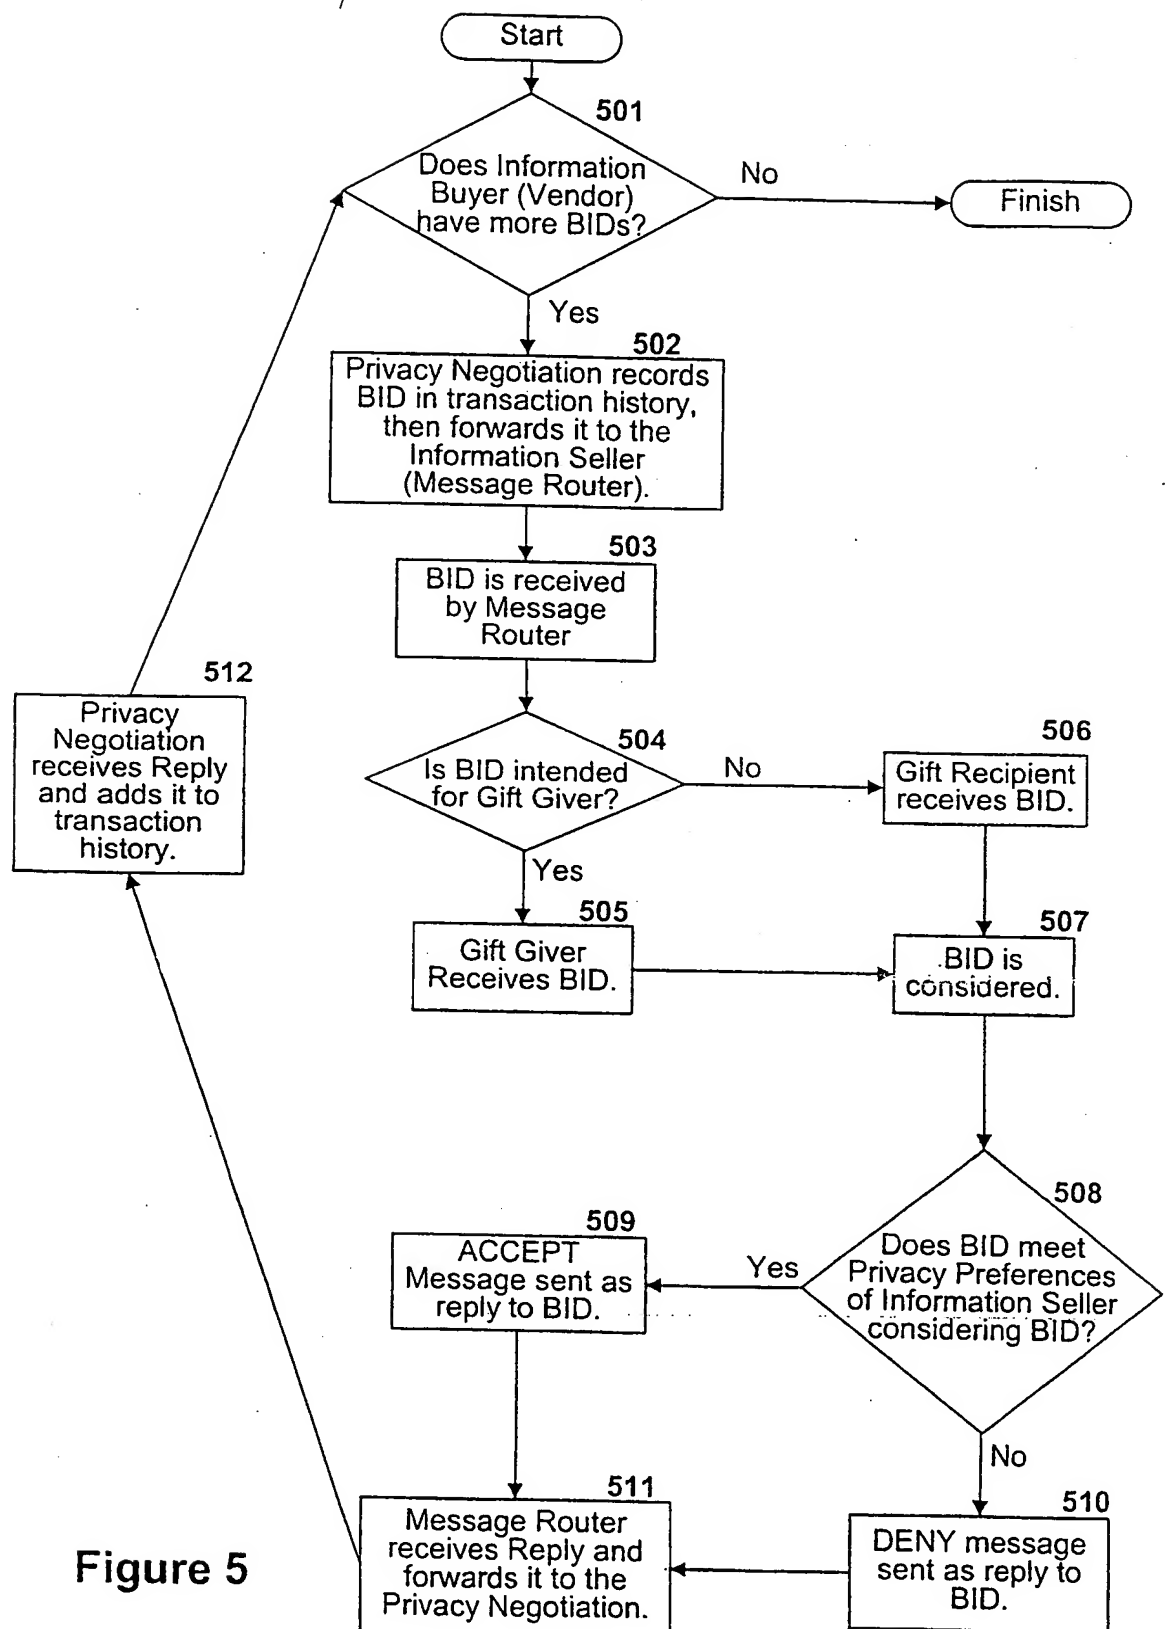 Start
501
Does Information
Buyer (Vendor)
have more BIDs?
No
Finish
Yes
502
Privacy Negotiation records
BID in transaction history,
then forwards it to the
Information Seller
(Message Router).
503
BID is received
by Message
Router
512
Privacy
Negotiation
receives Reply
and adds it to
transaction
history.
504
Is BID intended
for Gift Giver?
No
506
Gift Recipient
receives BID.
Yes
505
Gift Giver
Receives BID.
507
BID is
considered.
508
Does BID meet
Privacy Preferences
of Information Seller
considering BID?
Yes
509
ACCEPT
Message sent as
reply to BID.
No
510
DENY message
sent as reply to
BID.
511
Message Router
receives Reply and
forwards it to the
Privacy Negotiation.
Figure 5